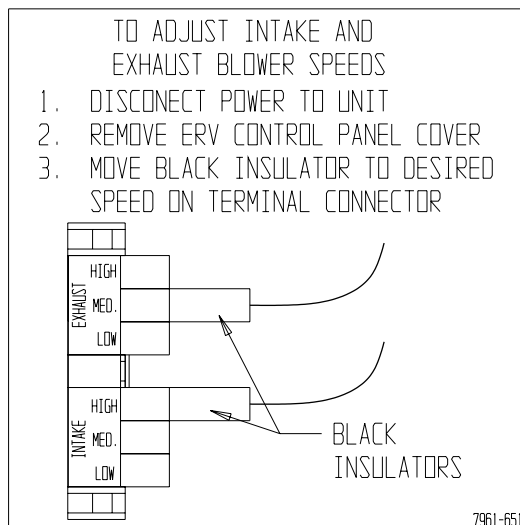 TO ADJUST INTAKE AND
EXHAUST BLOWER SPEEDS
1. DISCONECT POWER TO UNIT
2. REMOVE ERV CONTROL PANEL COVER
3. MOVE BLACK INSULATOR TO DESIRED
SPEED ON TERMINAL CONNECTOR
EXHAUST
HIGH
MED.
LOW
INTAKE
HIGH
MED.
LOW
BLACK
INSULATORS
7961-651